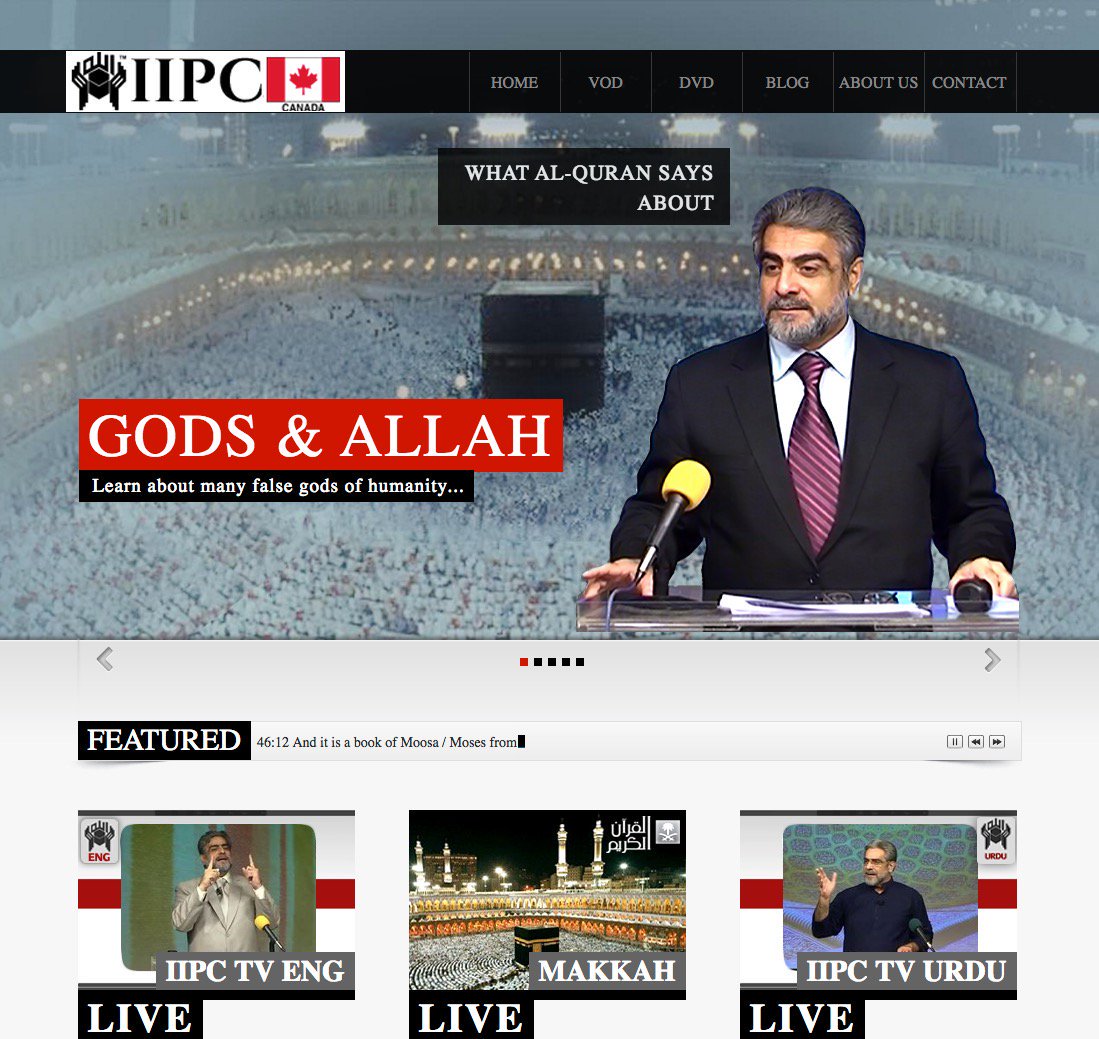 IIPC
CANADA
HOME VOD DVD BLOG ABOUT US CONTACT
WHAT AL-QURAN SAYS
ABOUT
GODS & ALLAH
Learn about many false gods of humanity...
FEATURED
46:12 And it is a book of Moosa / Moses from
ENG
IIPC TV ENG
LIVE
القرآن
الكريم
MAKKAH
LIVE
URDU
IIPC TV URDU
LIVE